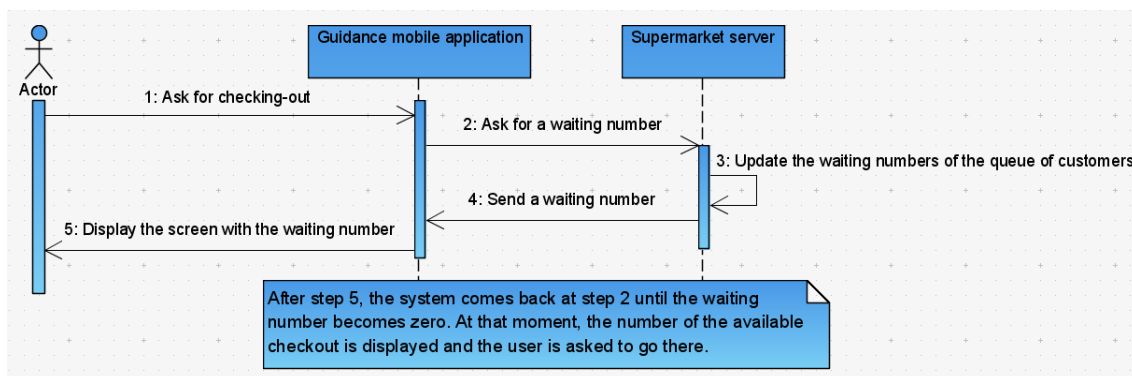 Guidance mobile application
Supermarket server
Actor
1: Ask for checking-out
2: Ask for a waiting number
3: Update the waiting numbers of the queue of customers
4: Send a waiting number
5: Display the screen with the waiting number
After step 5, the system comes back at step 2 until the waiting
number becomes zero. At that moment, the number of the available
checkout is displayed and the user is asked to go there.